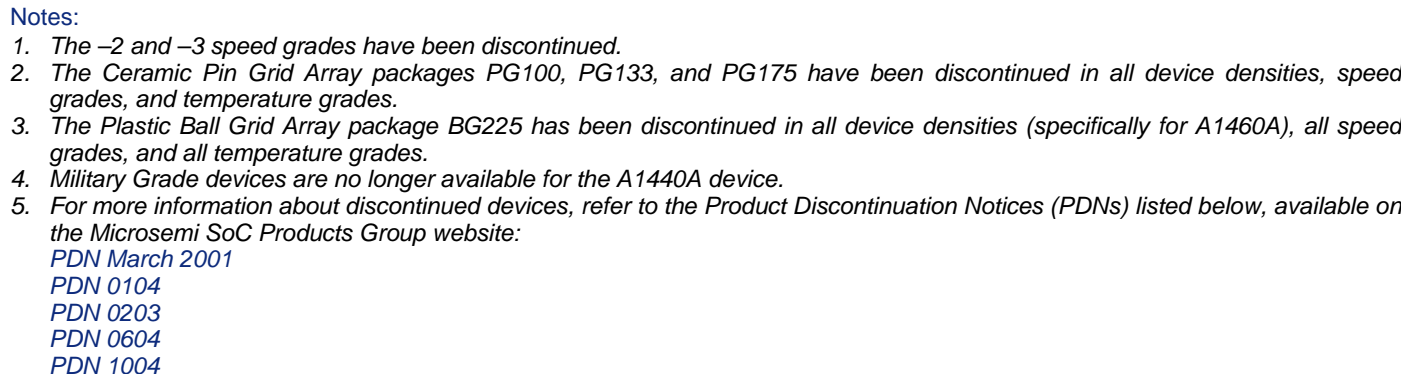 Notes:
1. The –2 and –3 speed grades have been discontinued.
2. The Ceramic Pin Grid Array packages PG100, PG133, and PG175 have been discontinued in all device densities, speed
grades, and temperature grades.
3. The Plastic Ball Grid Array package BG225 has been discontinued in all device densities (specifically for A1460A), all speed
grades, and all temperature grades.
4. Military Grade devices are no longer available for the A1440A device.
5. For more information about discontinued devices, refer to the Product Discontinuation Notices (PDNs) listed below, available on
the Microsemi SoC Products Group website:
PDN March 2001
PDN 0104
PDN 0203
PDN 0604
PDN 1004